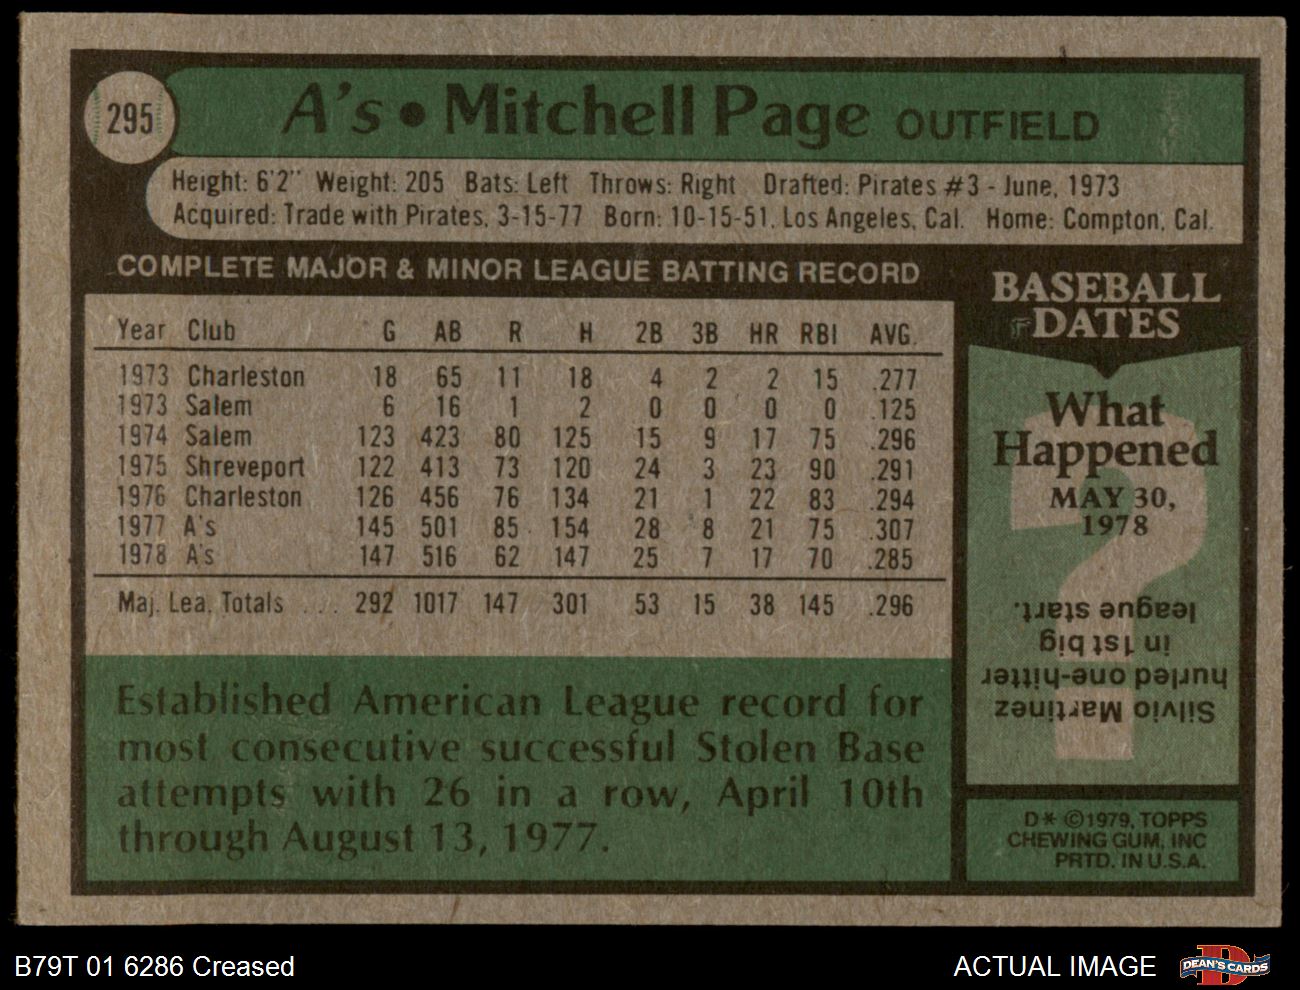 295
A's • Mitchell Page OUTFIELD
Height: 6'2" Weight: 205 Bats: Left Throws: Right Drafted: Pirates #3 - June, 1973
Acquired: Trade with Pirates, 3-15-77 Born: 10-15-51, Los Angeles, Cal. Home: Compton, Cal.
COMPLETE MAJOR & MINOR LEAGUE BATTING RECORD
Year Club G AB R H 2B 3B HR RBI AVG.
1973 Charleston 18 65 11 18 4 2 2 15 .277
1973 Salem 6 16 1 2 0 0 0 0 .125
1974 Salem 123 423 80 125 15 9 17 75 .296
1975 Shreveport 122 413 73 120 24 3 23 90 .291
1976 Charleston 126 456 76 134 21 1 22 83 .294
1977 A's 145 501 85 154 28 8 21 75 .307
1978 A's 147 516 62 147 25 7 17 70 .285
Maj. Lea. Totals ... 292 1017 147 301 53 15 38 145 .296
Established American League record for
most consecutive successful Stolen Base
attempts with 26 in a row, April 10th
through August 13, 1977.
BASEBALL
DATES
What
Happened
MAY 30,
1978
Silvio Martinez
hurled one-hitter
in 1st big
league start.
D* ©1979, TOPPS
CHEWING GUM, INC
PRTD. IN U.S.A.
B79T 01 6286 Creased
ACTUAL IMAGE
DEAN'S CARDS